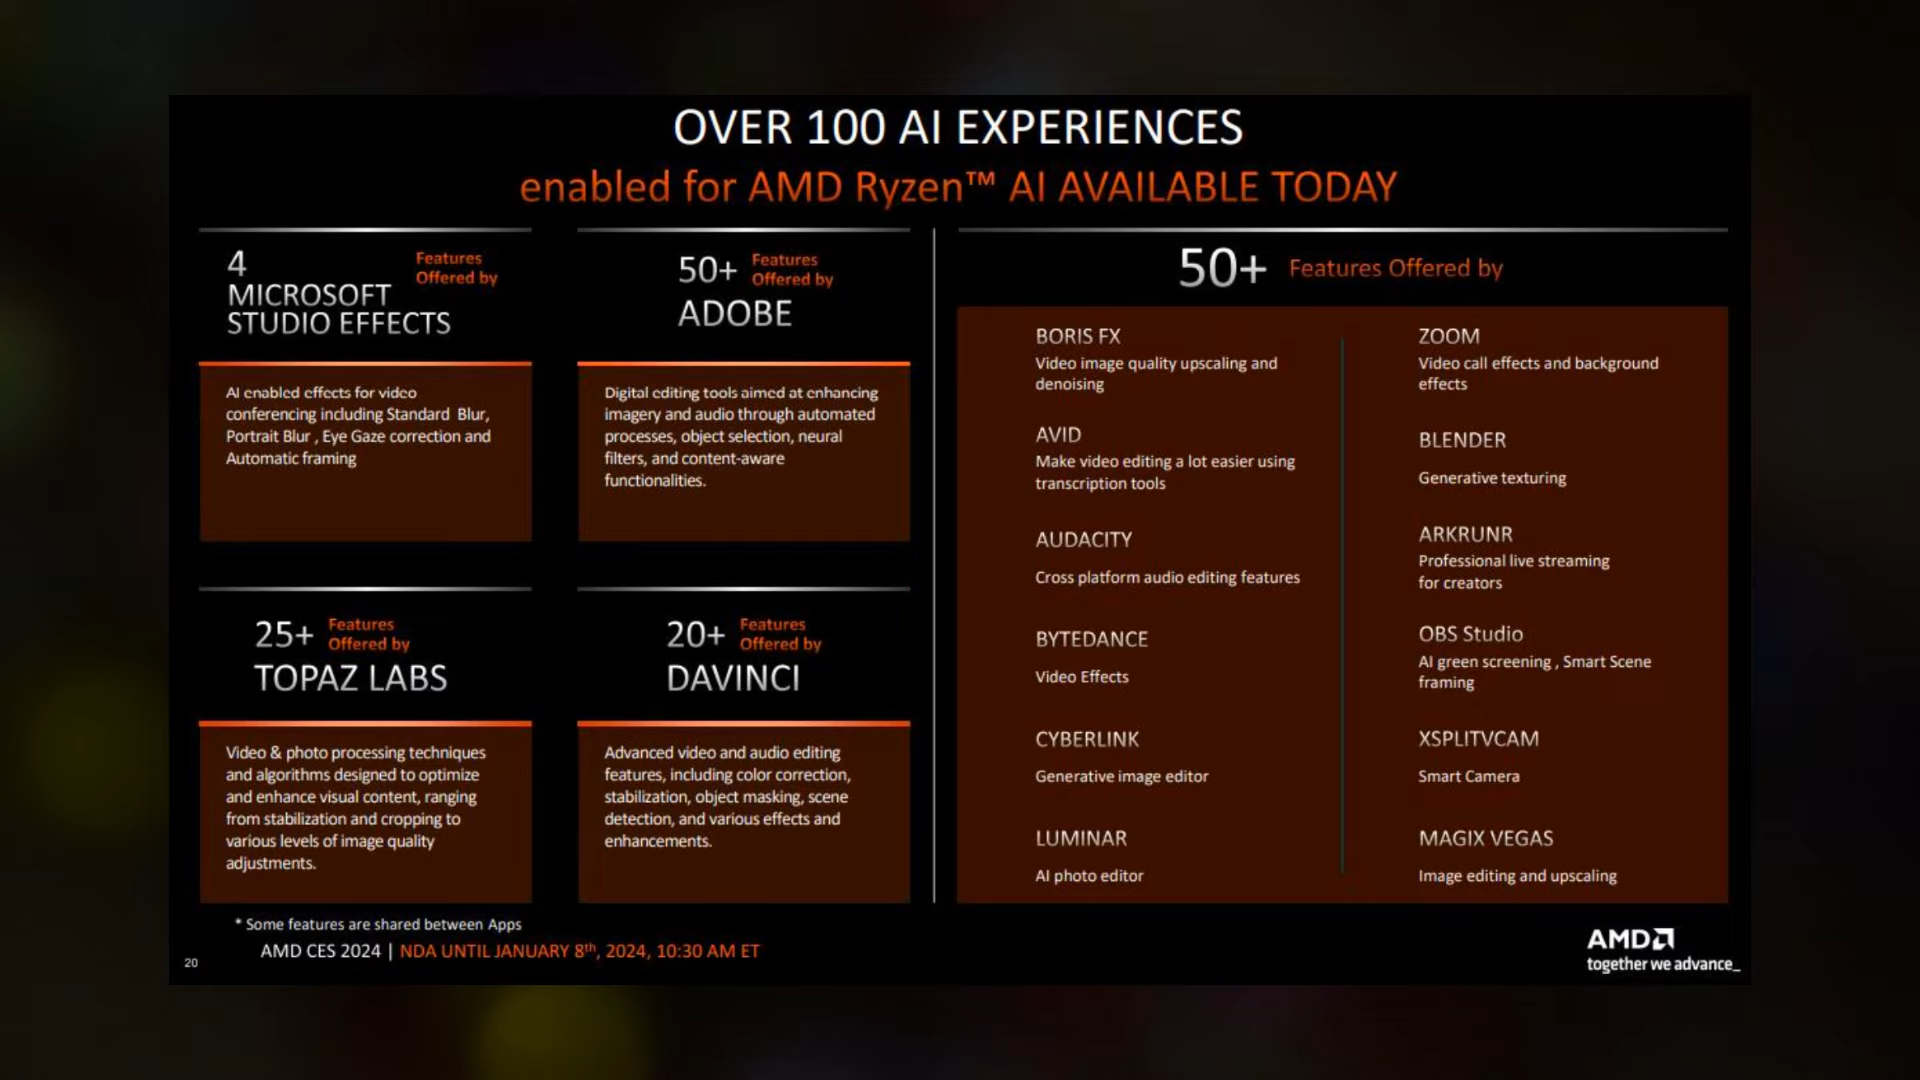 OVER 100 AI EXPERIENCES
enabled for AMD Ryzen™ AI AVAILABLE TODAY
4
Features
Offered by
MICROSOFT
STUDIO EFFECTS
AI enabled effects for video
conferencing including Standard Blur,
Portrait Blur , Eye Gaze correction and
Automatic framing
50+
Features
Offered by
ADOBE
Digital editing tools aimed at enhancing
imagery and audio through automated
processes, object selection, neural
filters, and content-aware
functionalities.
25+
Features
Offered by
TOPAZ LABS
Video & photo processing techniques
and algorithms designed to optimize
and enhance visual content, ranging
from stabilization and cropping to
various levels of image quality
adjustments.
20+
Features
Offered by
DAVINCI
Advanced video and audio editing
features, including color correction,
stabilization, object masking, scene
detection, and various effects and
enhancements.
50+ Features Offered by
BORIS FX
Video image quality upscaling and
denoising
AVID
Make video editing a lot easier using
transcription tools
AUDACITY
Cross platform audio editing features
BYTEDANCE
Video Effects
CYBERLINK
Generative image editor
LUMINAR
AI photo editor
ZOOM
Video call effects and background
effects
BLENDER
Generative texturing
ARKRUNR
Professional live streaming
for creators
OBS Studio
AI green screening , Smart Scene
framing
XSPLITVCAM
Smart Camera
MAGIX VEGAS
Image editing and upscaling
* Some features are shared between Apps
20
AMD CES 2024 | NDA UNTIL JANUARY 8th, 2024, 10:30 AM ET
AMD
together we advance_